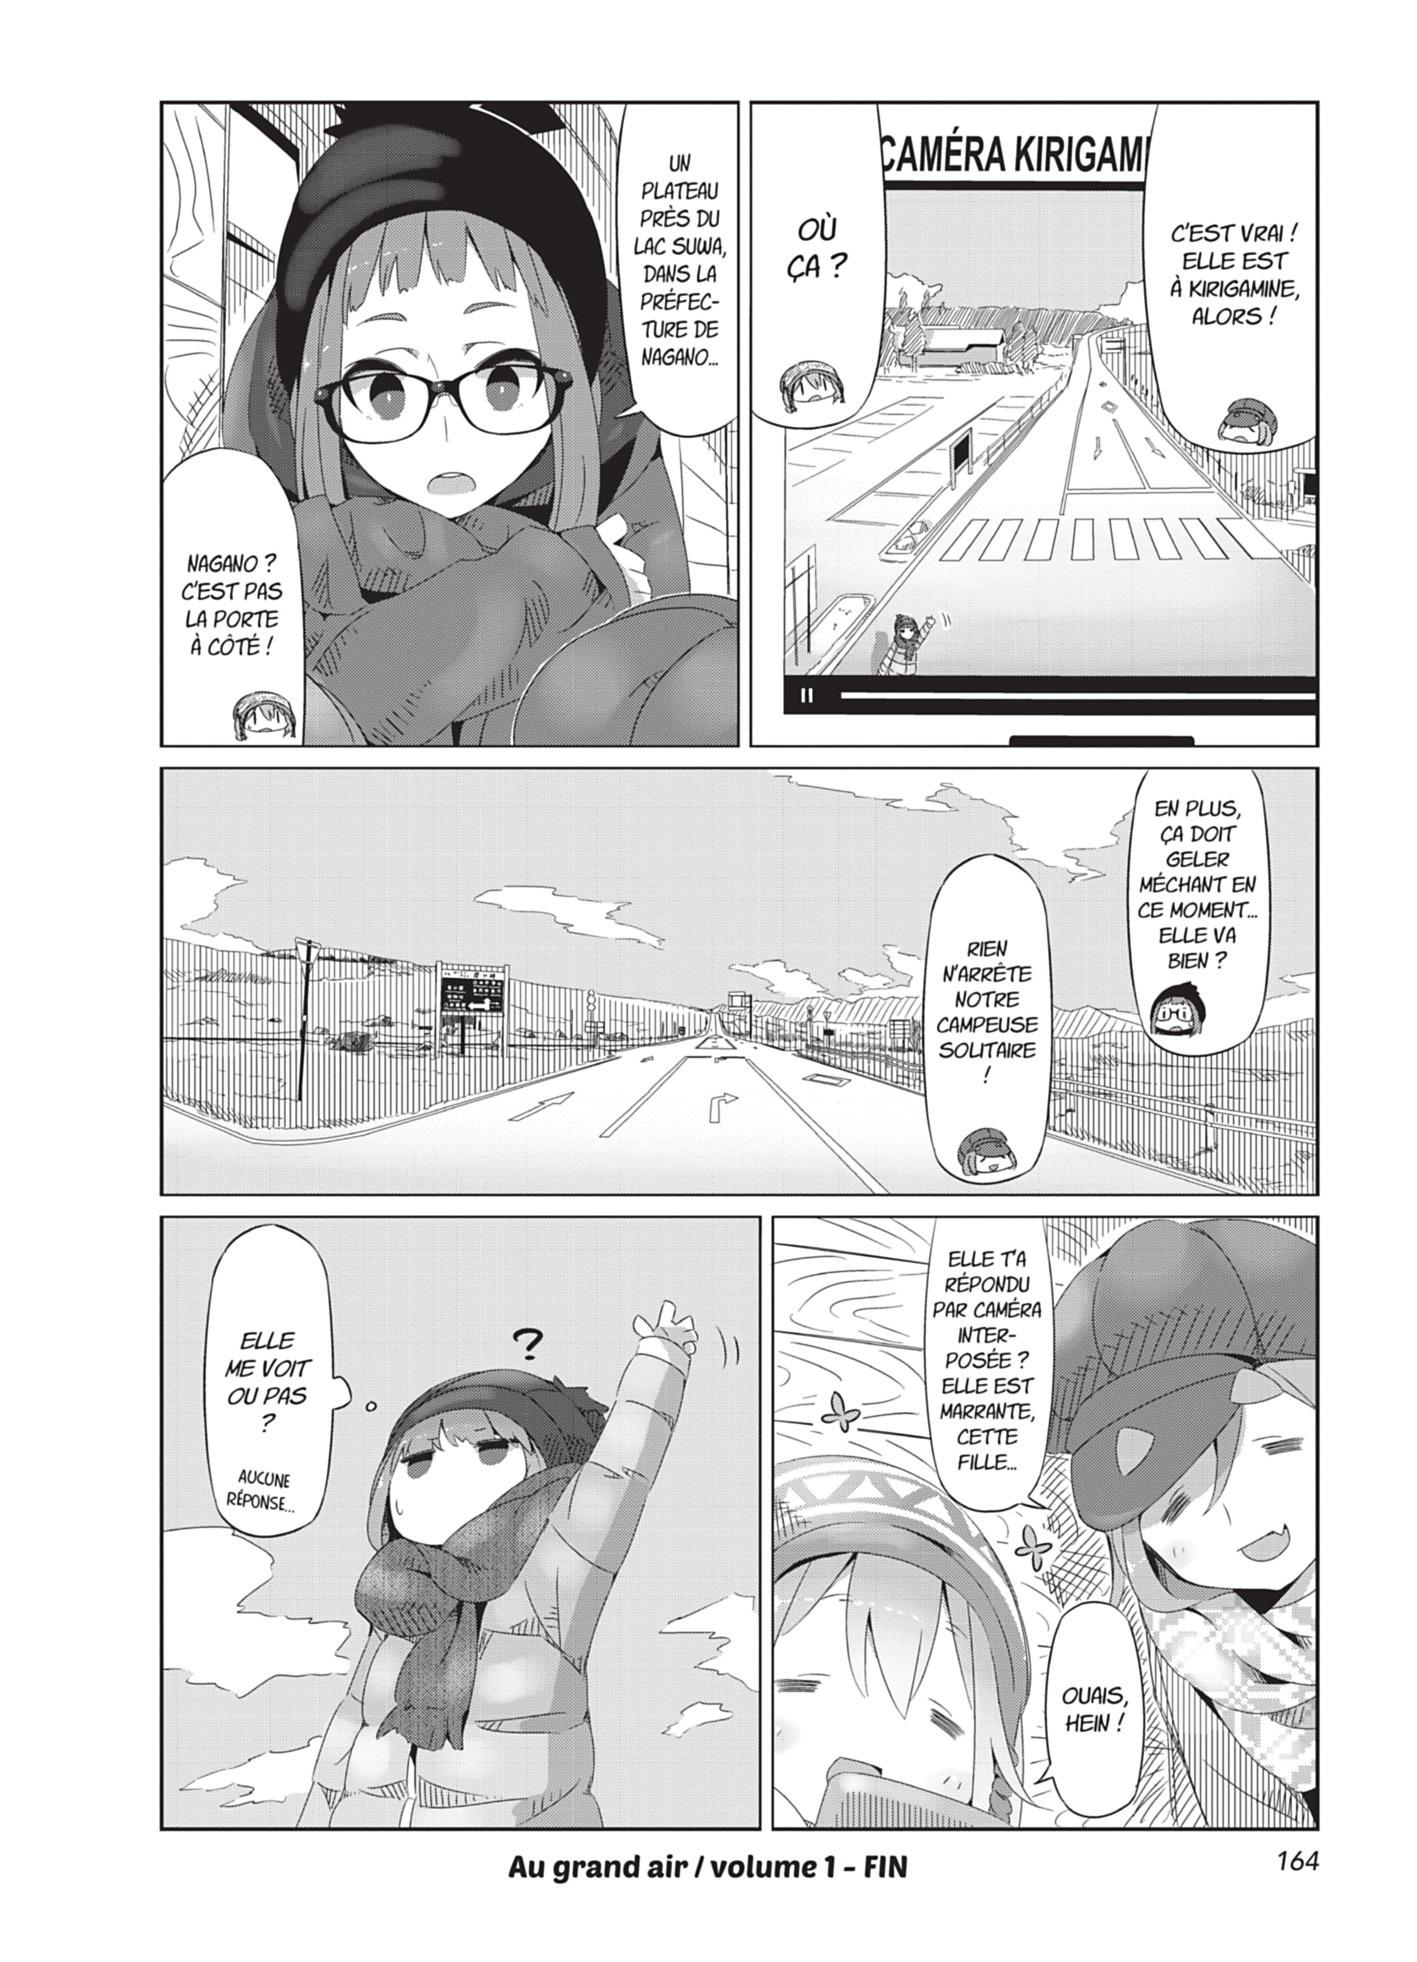 CAMÉRA KIRIGAMI
C'EST VRAI !
ELLE EST
À KIRIGAMINE,
ALORS !
OÙ
ÇA ?
UN
PLATEAU
PRÈS DU
LAC SUWA,
DANS LA
PRÉFEC-
TURE DE
NAGANO...
NAGANO ?
C'EST PAS
LA PORTE
À CÔTÉ !
EN PLUS,
ÇA DOIT
GELER
MÉCHANT EN
CE MOMENT...
ELLE VA
BIEN ?
RIEN
N'ARRÊTE
NOTRE
CAMPEUSE
SOLITAIRE
!
ELLE T'A
RÉPONDU
PAR CAMÉRA
INTER-
POSÉE ?
ELLE EST
MARRANTE,
CETTE
FILLE...
OUAIS,
HEIN !
?
ELLE
ME VOIT
OU PAS
?
AUCUNE
RÉPONSE...
Au grand air / volume 1 - FIN
164